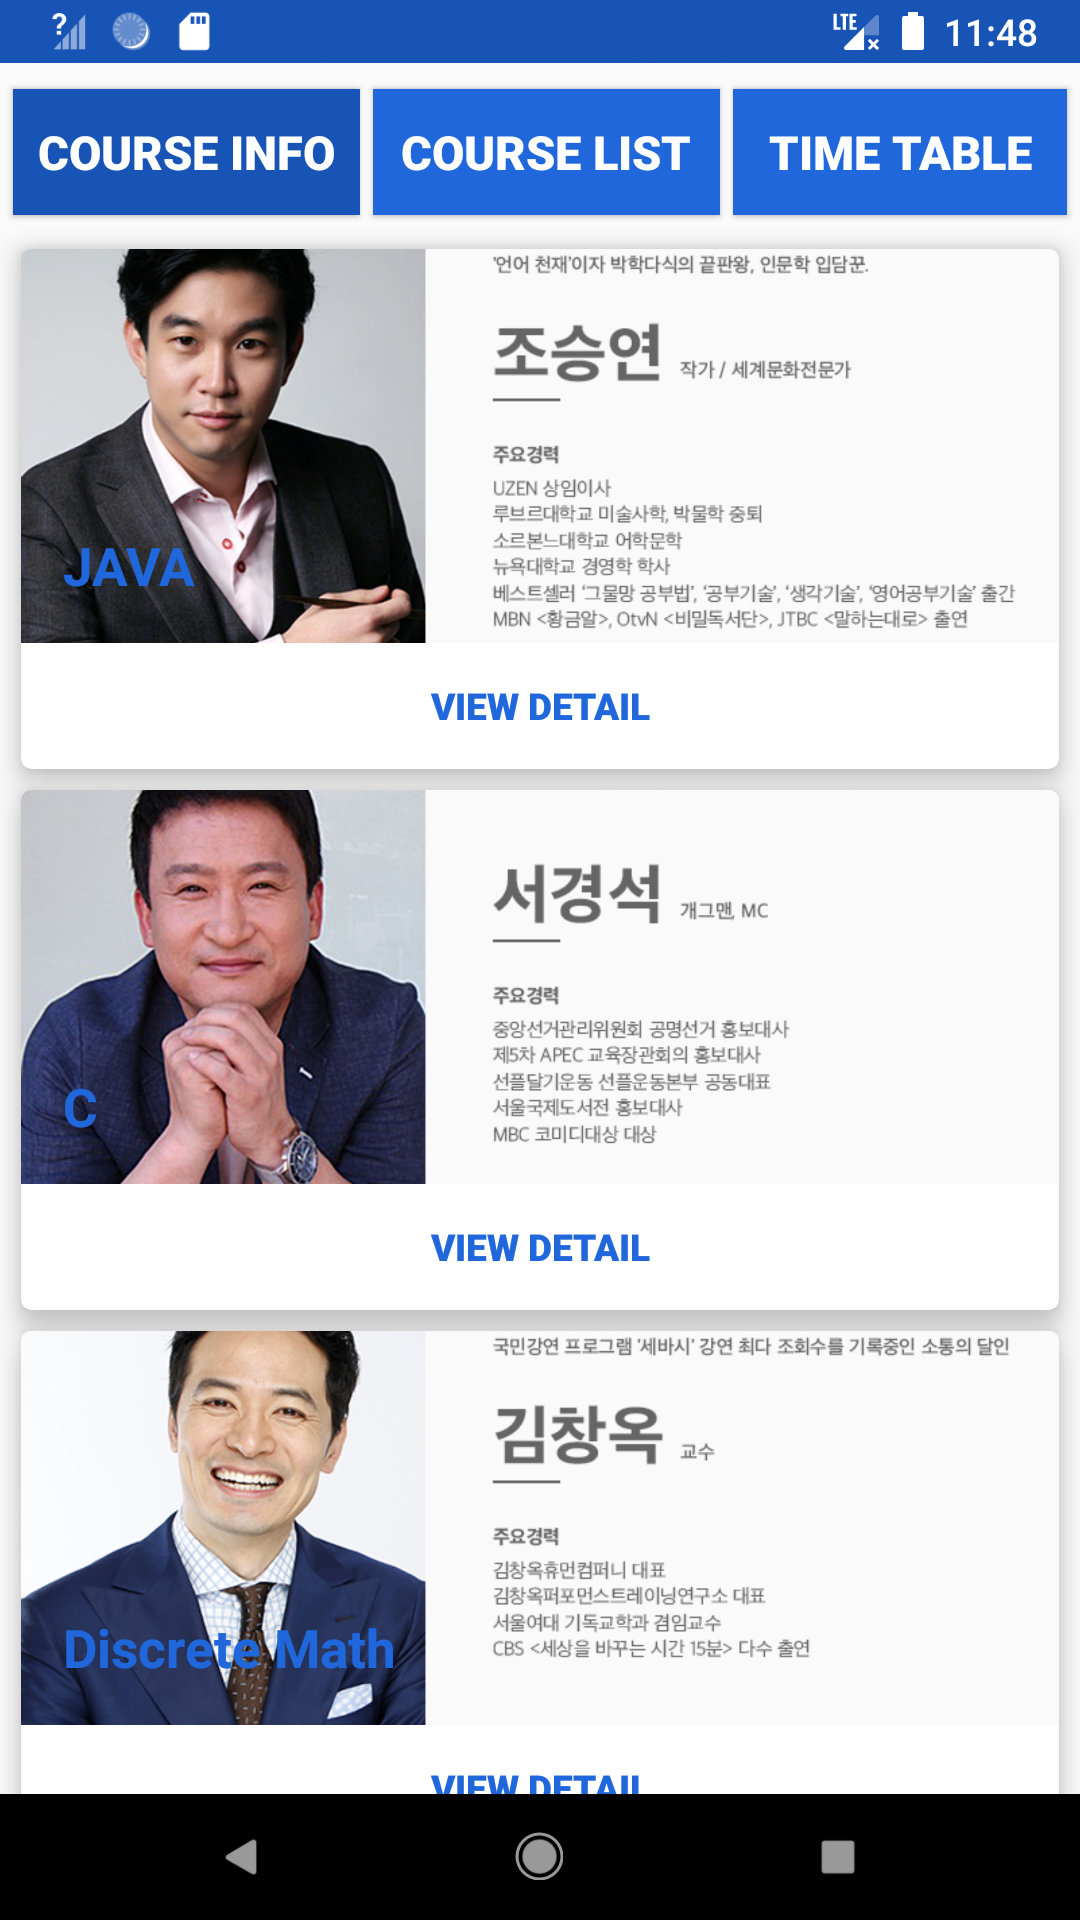 ?
LTE
11:48
COURSE INFO
COURSE LIST
TIME TABLE
'언어 천재'이자 박학다식의 끝판왕, 인문학 입담꾼.
조승연 작가 / 세계문화전문가
주요경력
UZEN 상임이사
루브르대학교 미술사학, 박물학 중퇴
소르본느대학교 어학문학
뉴욕대학교 경영학 학사
베스트셀러 '그물망 공부법', '공부기술', '생각기술', '영어공부기술' 출간
MBN <황금알>, OtvN <비밀독서단>, JTBC <말하는대로> 출연
JAVA
VIEW DETAIL
서경석 개그맨, MC
주요경력
중앙선거관리위원회 공명선거 홍보대사
제5차 APEC 교육장관회의 홍보대사
선플달기운동 선플운동본부 공동대표
서울국제도서전 홍보대사
MBC 코미디대상 대상
C
VIEW DETAIL
국민강연 프로그램 '세바시' 강연 최다 조회수를 기록중인 소통의 달인
김창옥 교수
주요경력
김창옥휴먼컴퍼니 대표
김창옥퍼포먼스트레이닝연구소 대표
서울여대 기독교학과 겸임교수
CBS <세상을 바꾸는 시간 15분> 다수 출연
Discrete Math
VIEW DETAIL